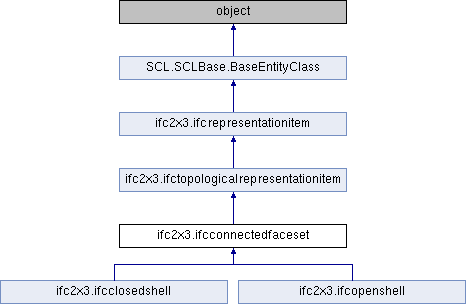 object
SCL.SCLBase.BaseEntityClass
ifc2x3.ifcrepresentationitem
ifc2x3.ifctopologicalrepresentationitem
ifc2x3.ifcconnectedfaceset
ifc2x3.ifcclosedshell
ifc2x3.ifcopenshell